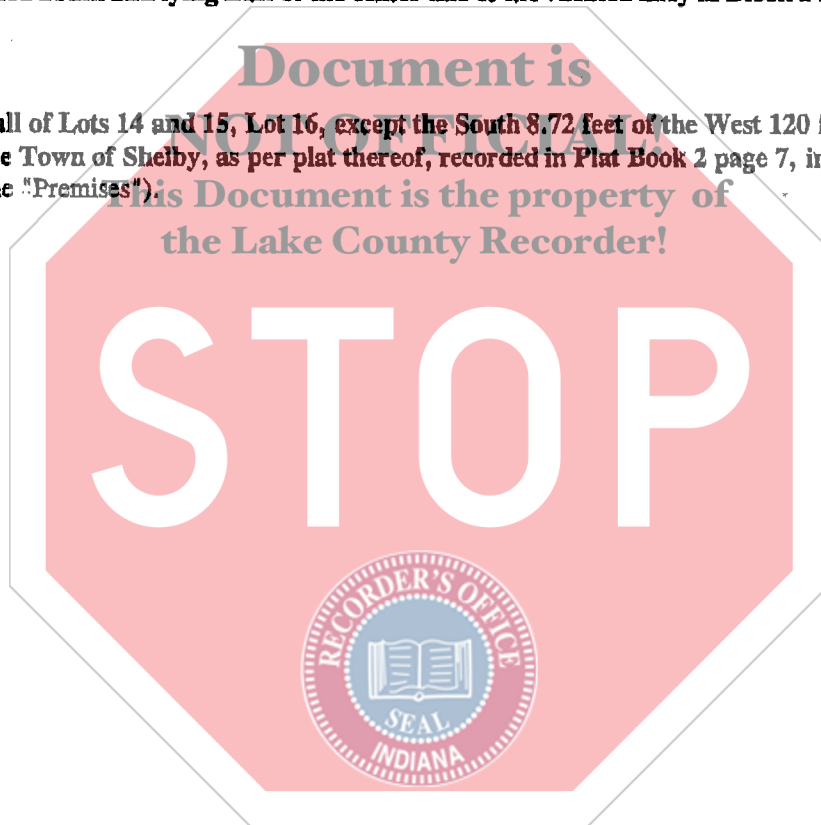 Document is
all of Lots 14 and 15, Lot 16, except the South 8.72 feet of the West 120
NOT OFFICIAL!
e Town of Shelby, as per plat thereof, recorded in Plat Book 2 page 7, in
e "Premises").
This Document is the property of
the Lake County Recorder!
STOP
RECORDER'S OFFICE
SEAL
INDIANA